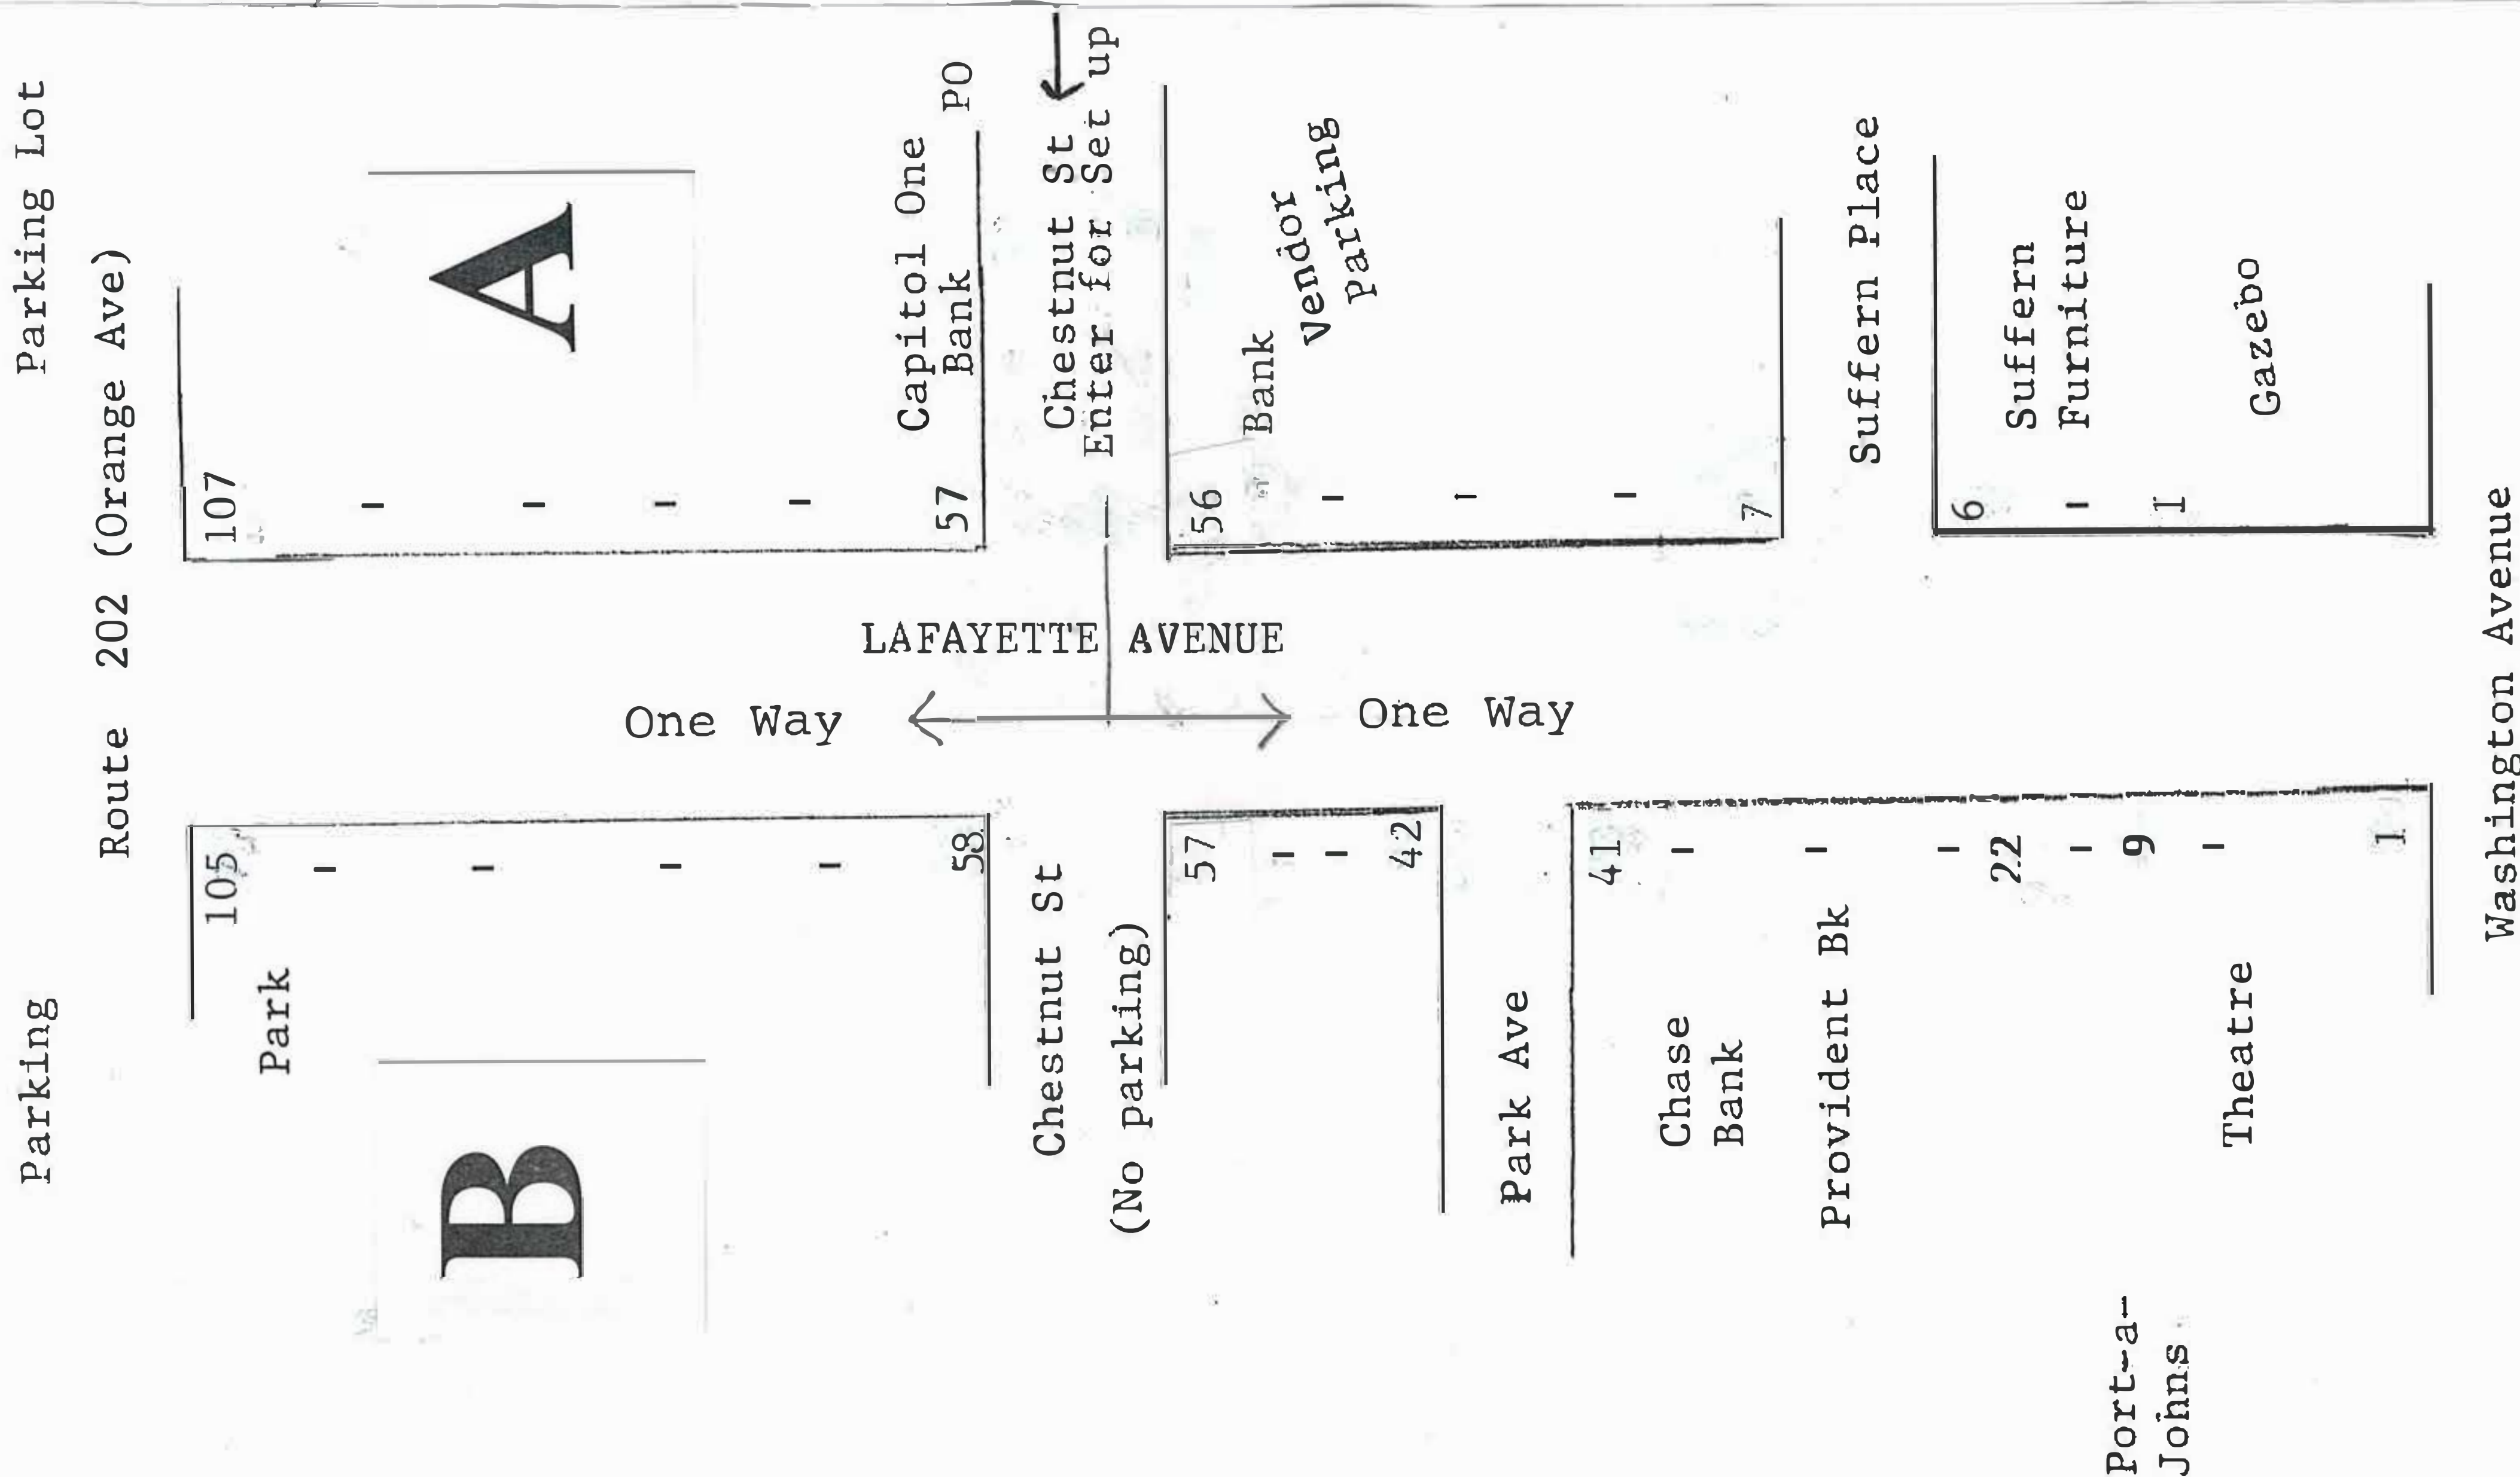 Parking Lot
Route 202 (Orange Ave)
Parking
107
-
-
-
-
57
A
Capitol One
Bank
PO
Chestnut St
Enter for Set up
56
-
-
-
7
Bank
Vendor
Parking
Suffern Place
6
-
1
Suffern
Furniture
Gazebo
LAFAYETTE AVENUE
One Way
One Way
Washington Avenue
105
-
-
-
-
58
Park
B
Chestnut St
(No parking)
57
-
-
42
Park Ave
41
-
-
-
22
-
9
-
1
Chase
Bank
Provident Bk
Theatre
Port-a-
Johns